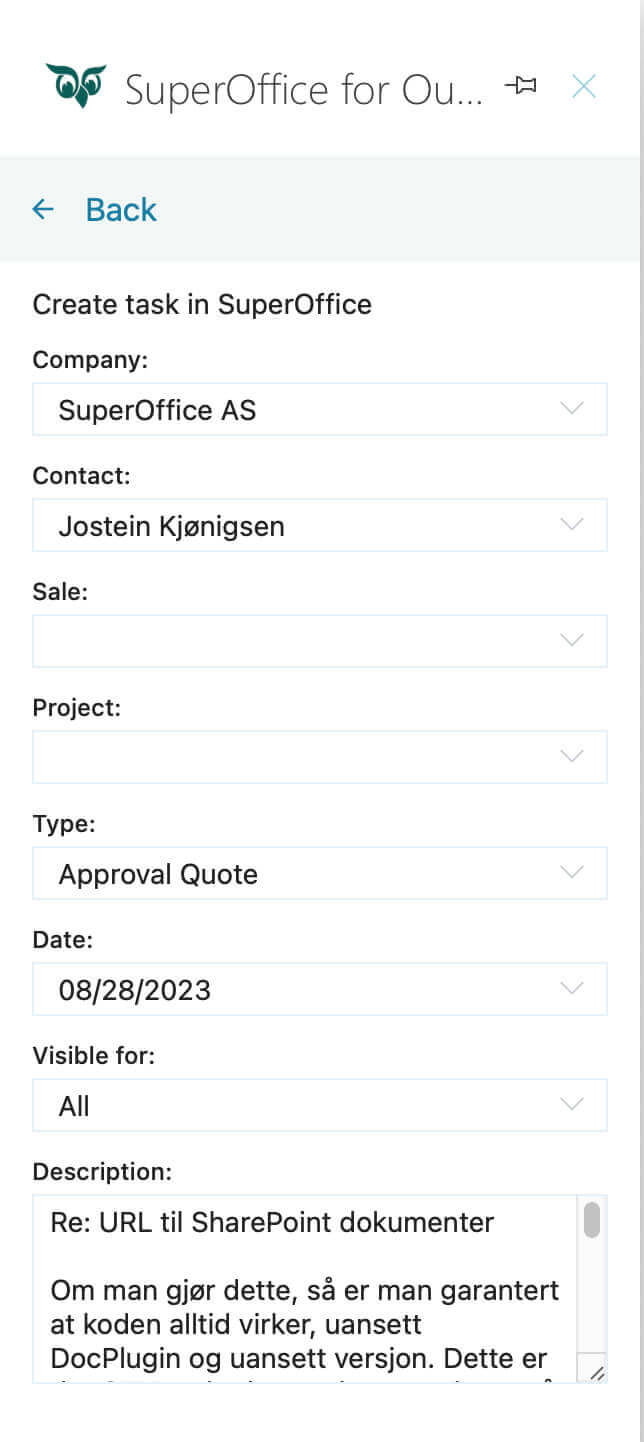 SuperOffice for Ou...
Back
Create task in SuperOffice
Company:
SuperOffice AS
Contact:
Jostein Kjønigsen
Sale:
Project:
Type:
Approval Quote
Date:
08/28/2023
Visible for:
All
Description:
Re: URL til SharePoint dokumenter
Om man gjør dette, så er man garantert
at koden alltid virker, uansett
DocPlugin og uansett versjon. Dette er